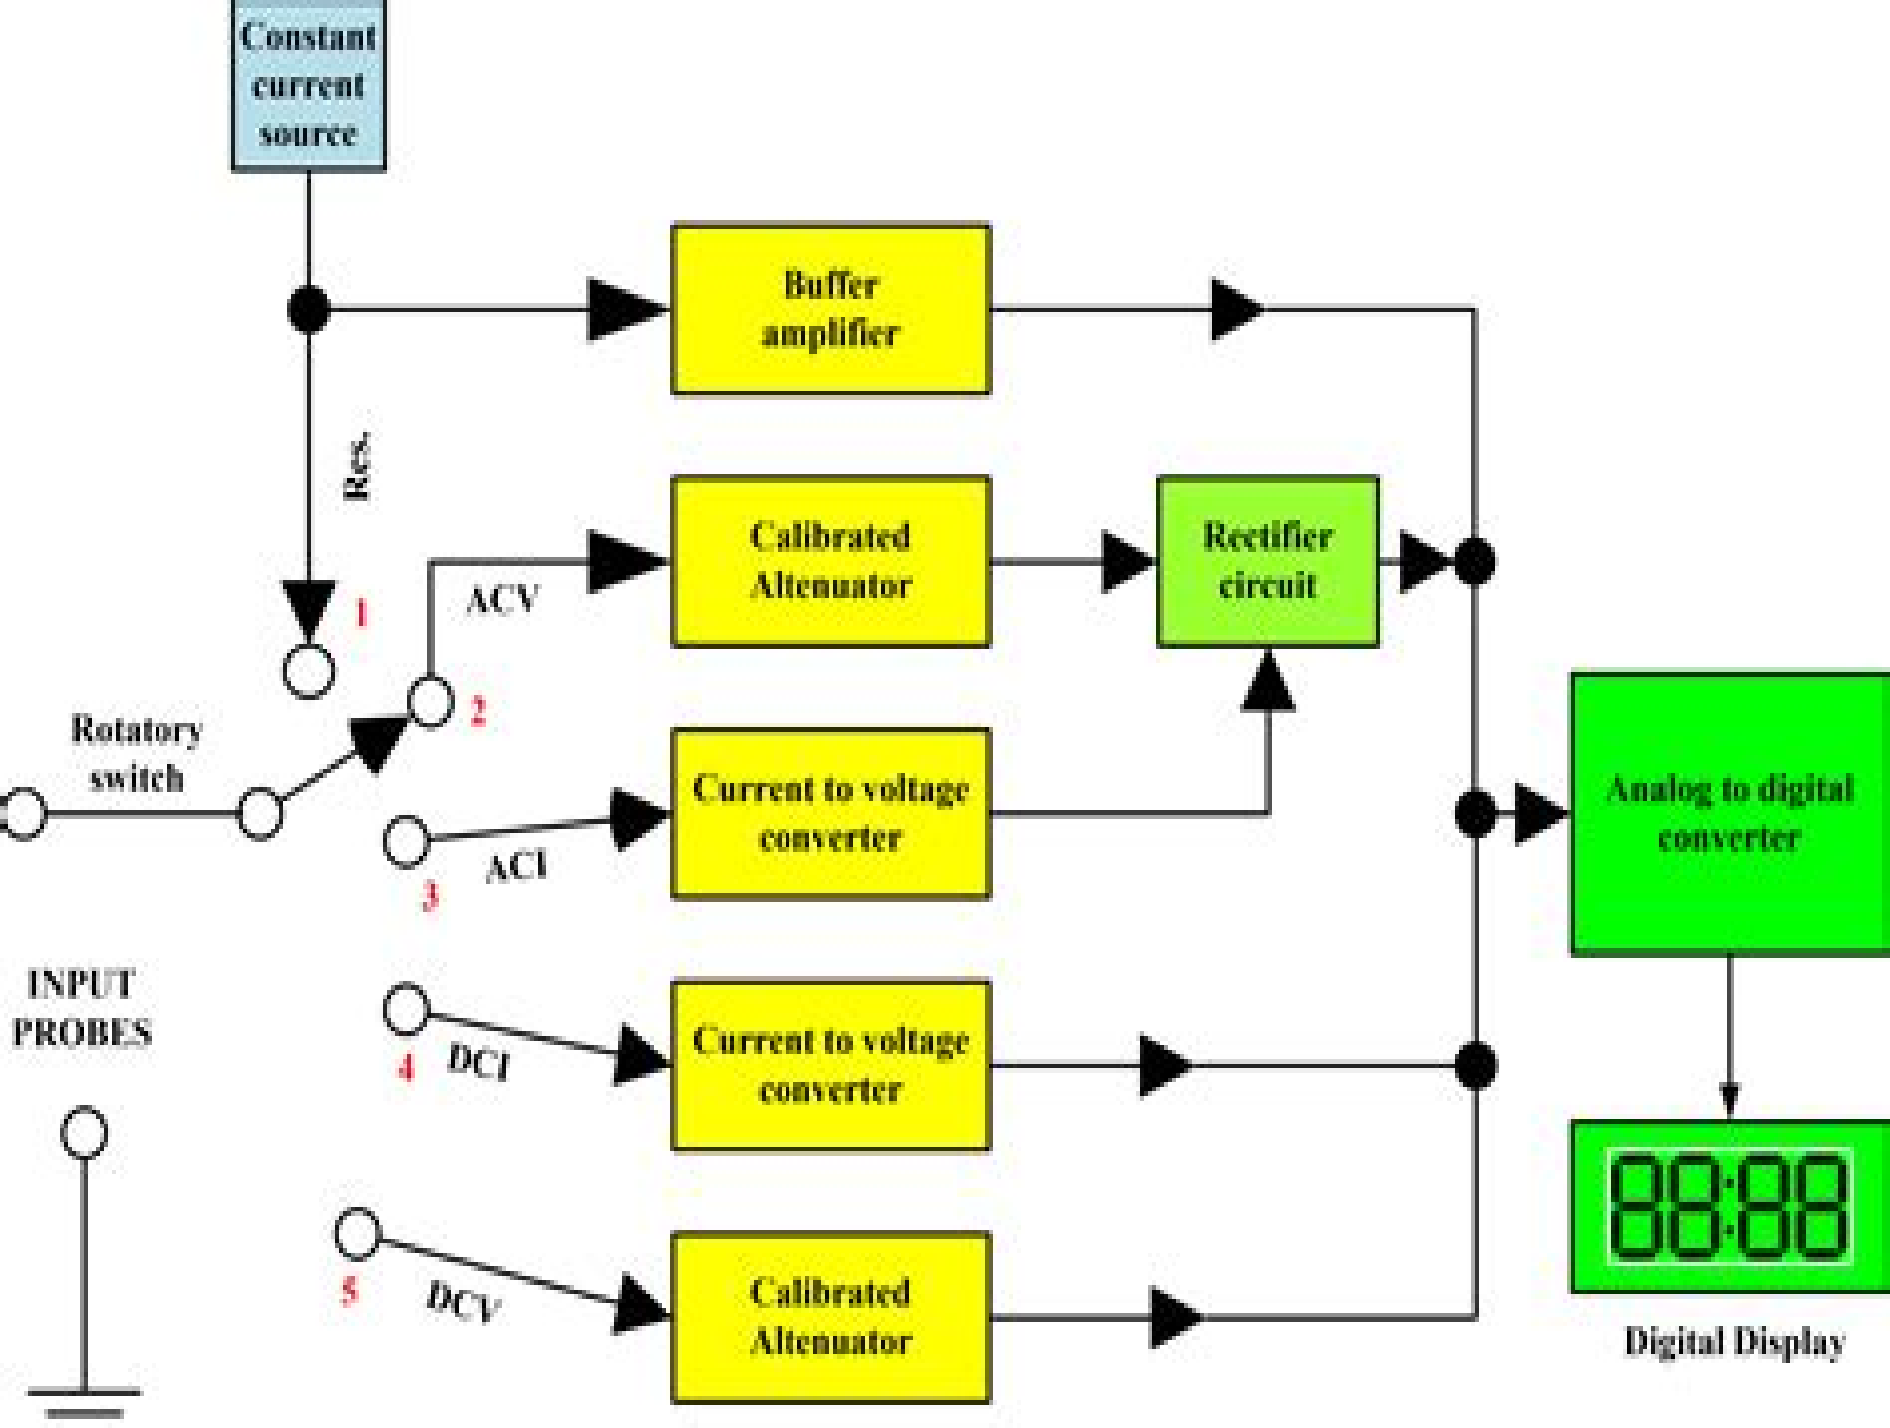 Constant
current
source
Buffer
amplifier
Res.
Calibrated
Altenuator
Rectifier
circuit
ACV
1
2
Rotatory
switch
Current to voltage
converter
ACI
3
Analog to digital
converter
INPUT
PROBES
Current to voltage
converter
4
DCI
88:88
5
DCV
Calibrated
Altenuator
Digital Display